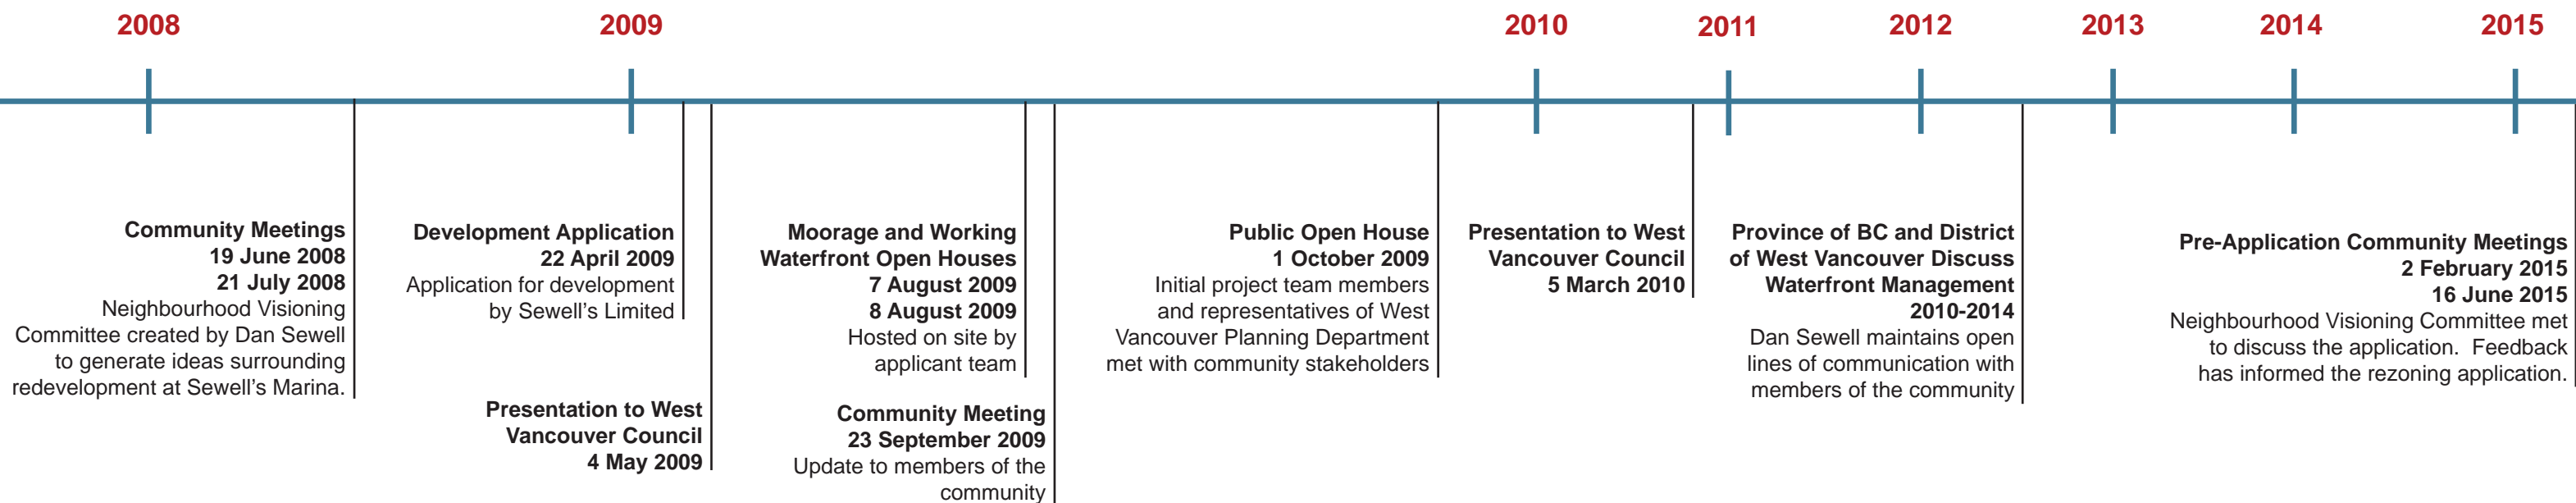 2008
2009
2010
2011
2012
2013
2014
2015
Community Meetings
19 June 2008
21 July 2008
Neighbourhood Visioning
Committee created by Dan Sewell
to generate ideas surrounding
redevelopment at Sewell’s Marina.
Development Application
22 April 2009
Application for development
by Sewell’s Limited
Presentation to West
Vancouver Council
4 May 2009
Moorage and Working
Waterfront Open Houses
7 August 2009
8 August 2009
Hosted on site by
applicant team
Community Meeting
23 September 2009
Update to members of the
community
Public Open House
1 October 2009
Initial project team members
and representatives of West
Vancouver Planning Department
met with community stakeholders
Presentation to West
Vancouver Council
5 March 2010
Province of BC and District
of West Vancouver Discuss
Waterfront Management
2010-2014
Dan Sewell maintains open
lines of communication with
members of the community
Pre-Application Community Meetings
2 February 2015
16 June 2015
Neighbourhood Visioning Committee met
to discuss the application.  Feedback
has informed the rezoning application.